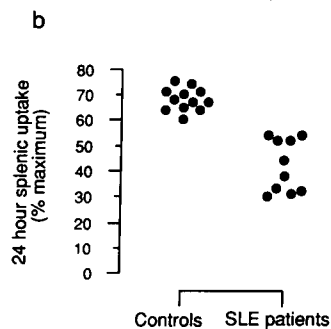 b
24 hour splenic uptake
(% maximum)
80
70
60
50
40
30
20
10
0
Controls
SLE patients